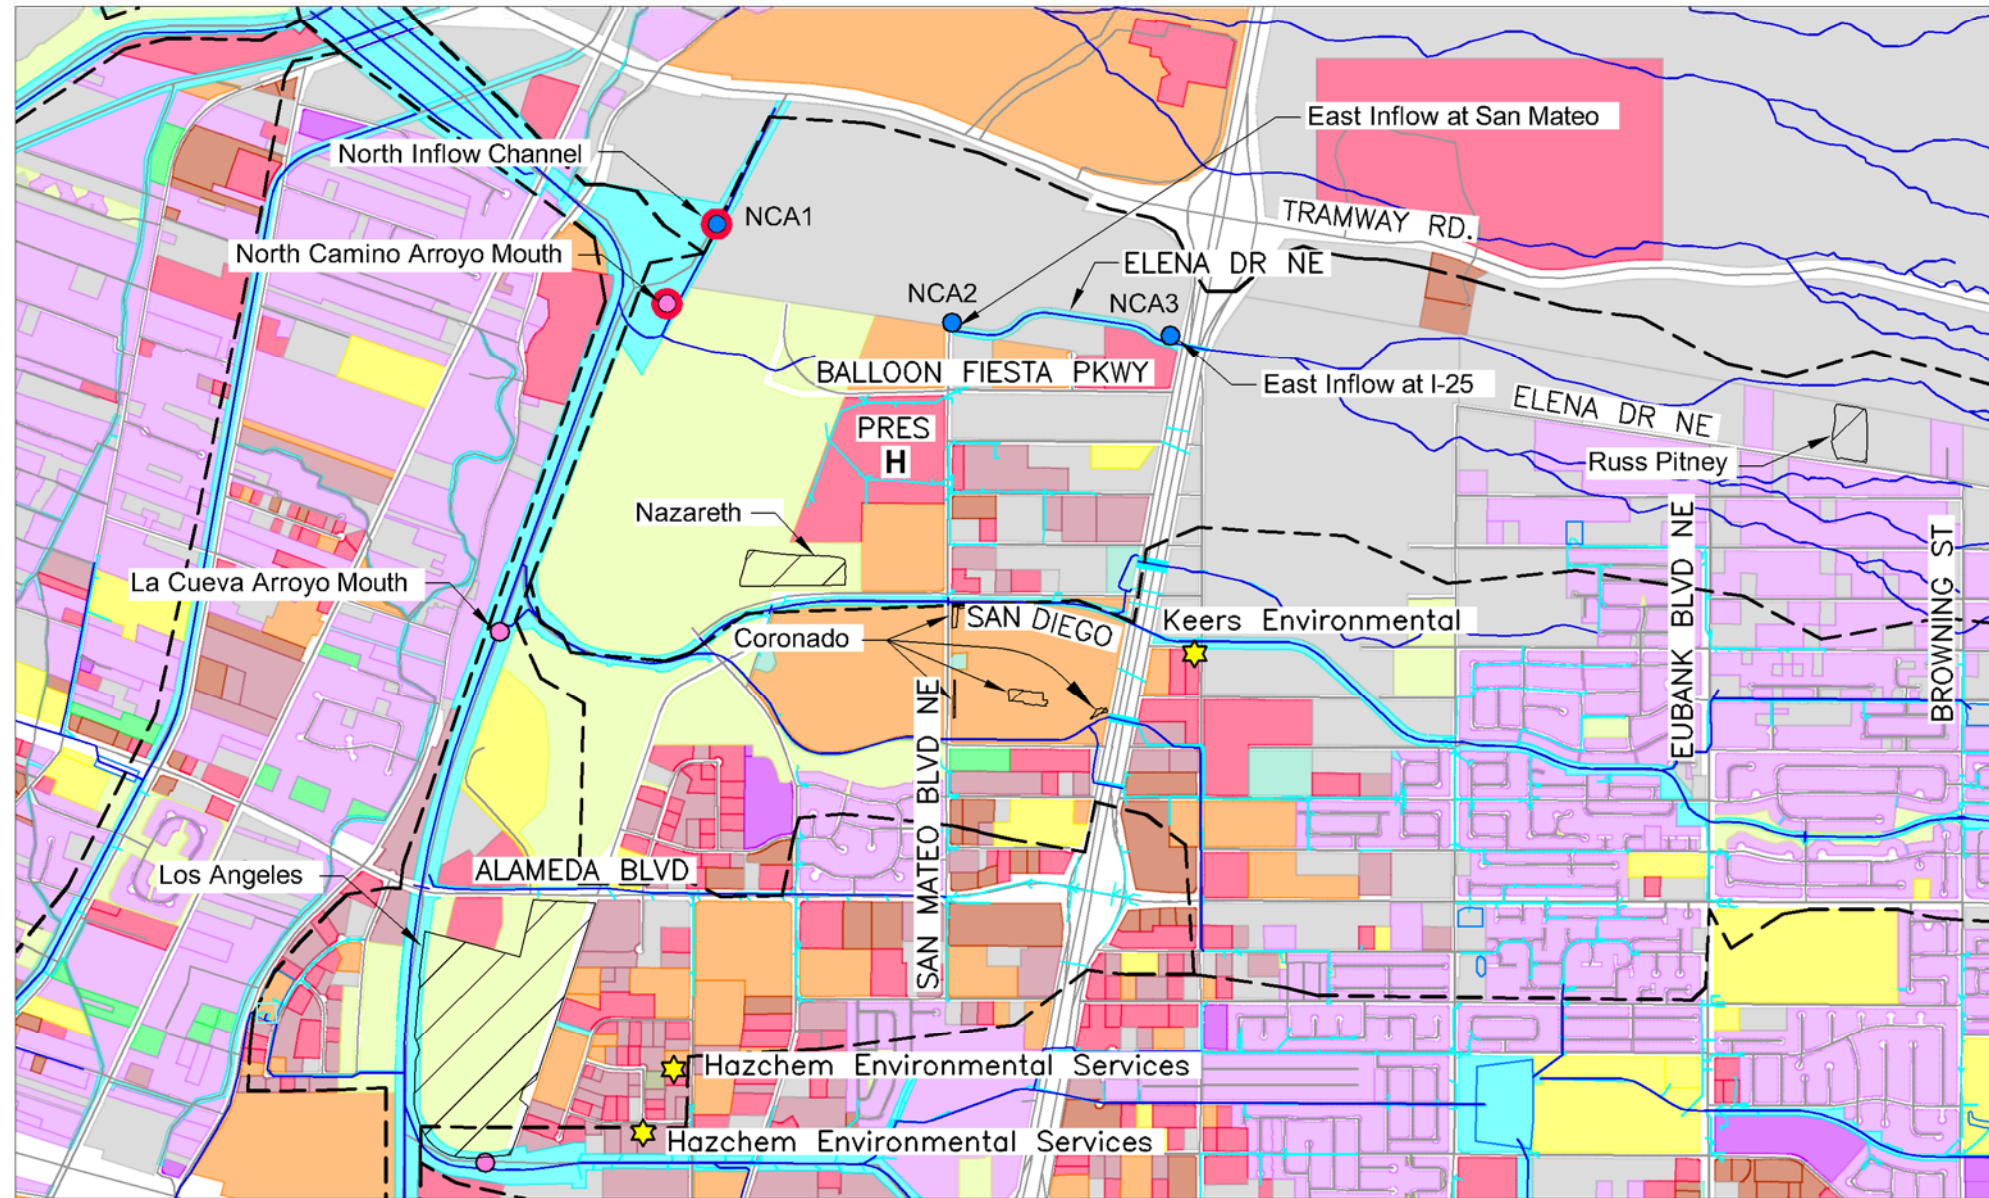 East Inflow at San Mateo
North Inflow Channel
NCA1
TRAMWAY RD.
North Camino Arroyo Mouth
ELENA DR NE
NCA2
NCA3
BALLOON FIESTA PKWY
East Inflow at I-25
ELENA DR NE
PRES
H
Russ Pitney
Nazareth
La Cueva Arroyo Mouth
SAN DIEGO
Keers Environmental
Coronado
EUBANK BLVD NE
BROWNING ST
SAN MATEO BLVD NE
ALAMEDA BLVD
Los Angeles
Hazchem Environmental Services
Hazchem Environmental Services